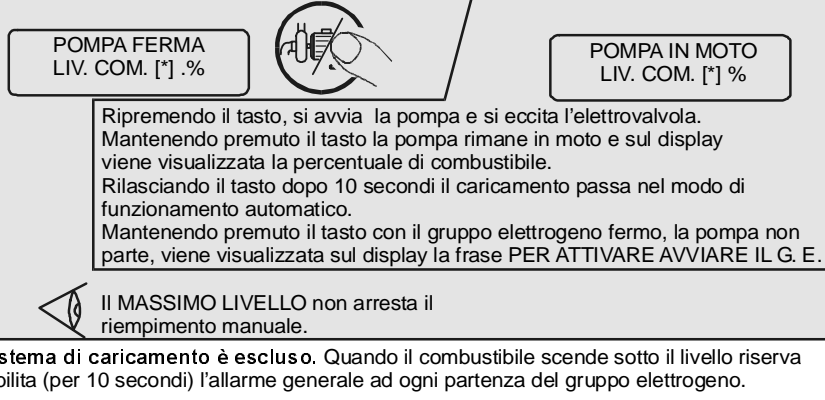 POMPA FERMA
LIV. COM. [*] .%
POMPA IN MOTO
LIV. COM. [*] %
Ripremendo il tasto, si avvia la pompa e si eccita l'elettrovalvola.
Mantenendo premuto il tasto la pompa rimane in moto e sul display
viene visualizzata la percentuale di combustibile.
Rilasciando il tasto dopo 10 secondi il caricamento passa nel modo di
funzionamento automatico.
Mantenendo premuto il tasto con il gruppo elettrogeno fermo, la pompa non
parte, viene visualizzata sul display la frase PER ATTIVARE AVVIARE IL G. E.
Il MASSIMO LIVELLO non arresta il
riempimento manuale.
stema di caricamento è escluso. Quando il combustibile scende sotto il livello riserva
bilita (per 10 secondi) l'allarme generale ad ogni partenza del gruppo elettrogeno.